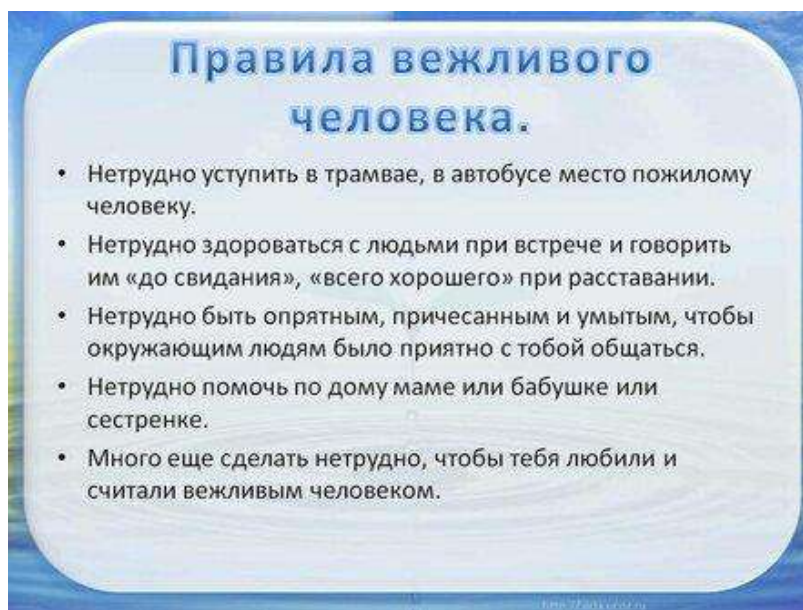 Правила вежливого
человека.
• Нетрудно уступить в трамвае, в автобусе место пожилому
человеку.
• Нетрудно здороваться с людьми при встрече и говорить
им «до свидания», «всего хорошего» при расставании.
• Нетрудно быть опрятным, причесанным и умытым, чтобы
окружающим людям было приятно с тобой общаться.
• Нетрудно помочь по дому маме или бабушке или
сестренке.
• Много еще сделать нетрудно, чтобы тебя любили и
считали вежливым человеком.